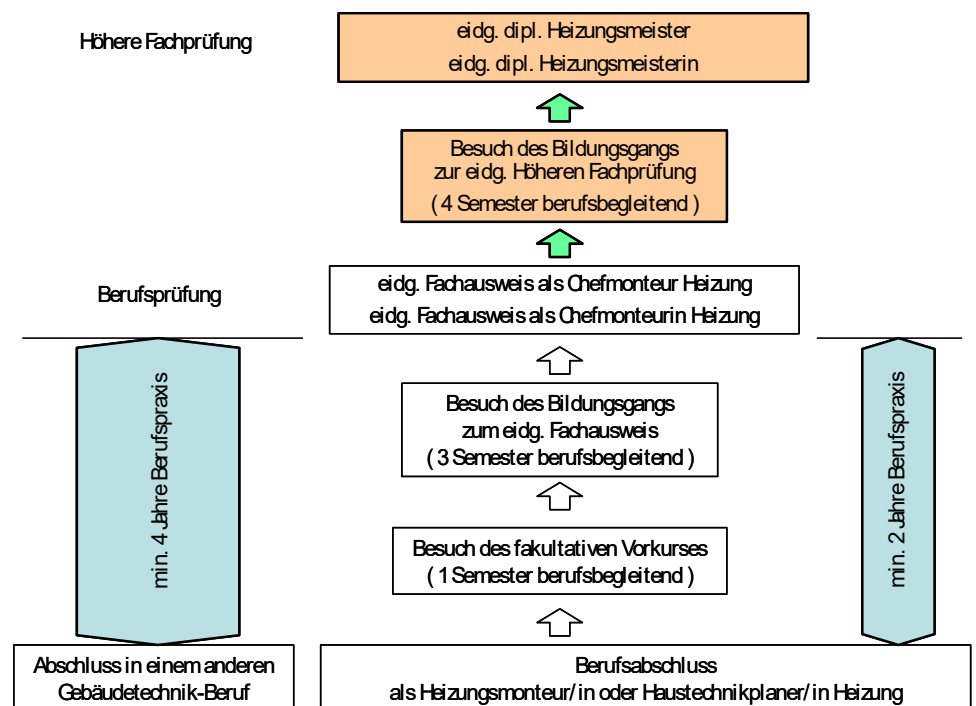 Höhere Fachprüfung
eidg. dipl. Heizungsmeister
eidg. dipl. Heizungsmeisterin
Besuch des Bildungsgangs
zur eidg. Höheren Fachprüfung
( 4 Semester berufsbegleitend )
Berufsprüfung
eidg. Fachausweis als Chefmonteur Heizung
eidg. Fachausweis als Chefmonteurin Heizung
min. 4 Jahre Berufspraxis
Besuch des Bildungsgangs
zum eidg. Fachausweis
( 3 Semester berufsbegleitend )
min. 2 Jahre Berufspraxis
Besuch des fakultativen Vorkurses
( 1 Semester berufsbegleitend )
Abschluss in einem anderen
Gebäudetechnik-Beruf
Berufsabschluss
als Heizungsmonteur/in oder Haustechnikplaner/in Heizung